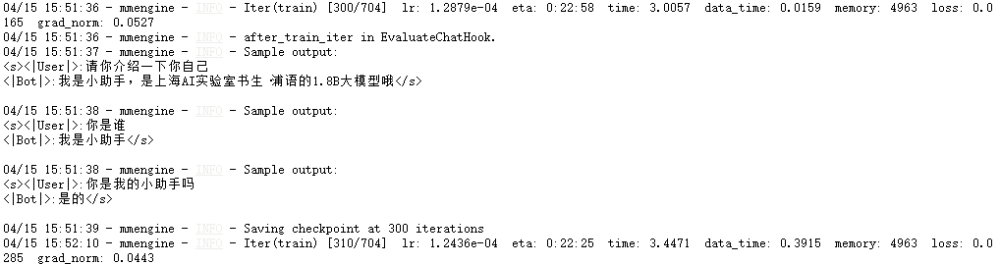 04/15 15:51:36 - mmengine - INFO - Iter(train) [300/704]  lr: 1.2879e-04  eta: 0:22:58  time: 3.0057  data_time: 0.0159  memory: 4963  loss: 0.0
165  grad_norm: 0.0527
04/15 15:51:36 - mmengine - INFO - after_train_iter in EvaluateChatHook.
04/15 15:51:37 - mmengine - INFO - Sample output:
<s><|User|>:请你介绍一下你自己
<|Bot|>:我是小助手，是上海AI实验室书生·浦语的1.8B大模型哦</s>
04/15 15:51:38 - mmengine - INFO - Sample output:
<s><|User|>:你是谁
<|Bot|>:我是小助手</s>
04/15 15:51:38 - mmengine - INFO - Sample output:
<s><|User|>:你是我的小助手吗
<|Bot|>:是的</s>
04/15 15:51:39 - mmengine - INFO - Saving checkpoint at 300 iterations
04/15 15:52:10 - mmengine - INFO - Iter(train) [310/704]  lr: 1.2436e-04  eta: 0:22:25  time: 3.4471  data_time: 0.3915  memory: 4963  loss: 0.0
285  grad_norm: 0.0443